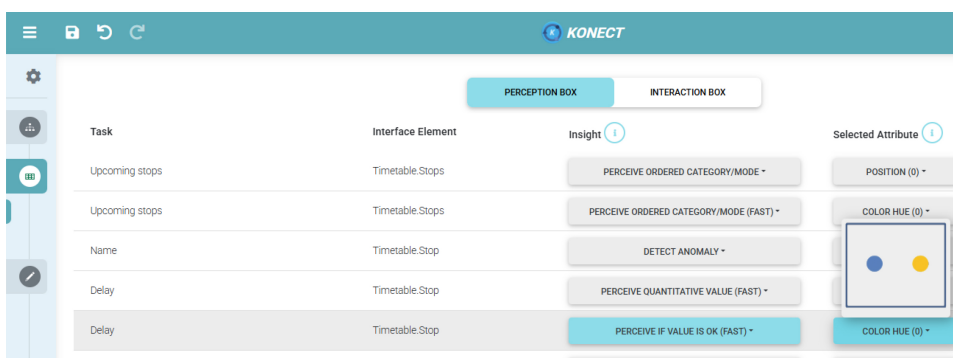 KONECT
PERCEPTION BOX INTERACTION BOX
Task Interface Element Insight i Selected Attribute i
Upcoming stops Timetable.Stops PERCEIVE ORDERED CATEGORY/MODE POSITION (0)
Upcoming stops Timetable.Stops PERCEIVE ORDERED CATEGORY/MODE (FAST) COLOR HUE (0)
Name Timetable.Stop DETECT ANOMALY
Delay Timetable.Stop PERCEIVE QUANTITATIVE VALUE (FAST)
Delay Timetable.Stop PERCEIVE IF VALUE IS OK (FAST) COLOR HUE (0)